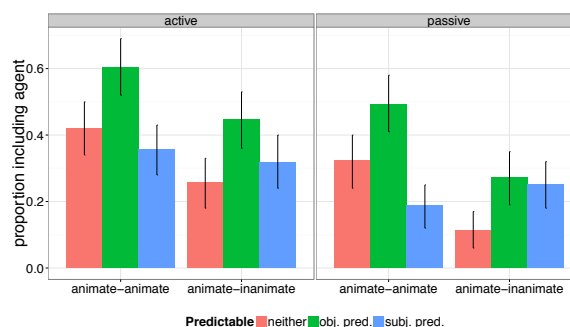 active passive
proportion including agent
0.6
0.4
0.2
0.0
animate−animate animate−inanimate animate−animate animate−inanimate
Predictable neither obj. pred. subj. pred.